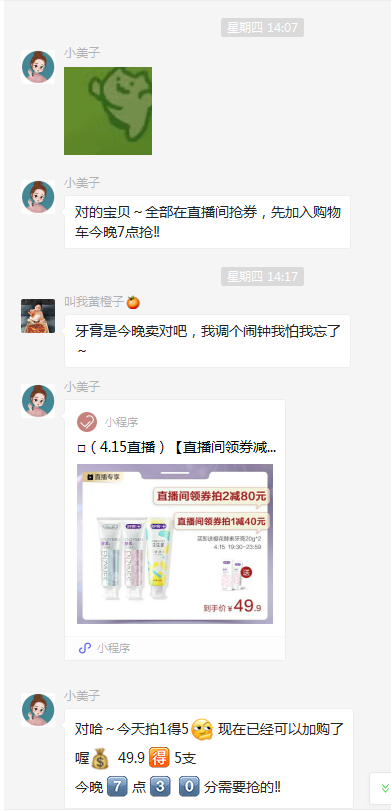 星期四 14:07
小美子
小美子
对的宝贝～全部在直播间抢券，先加入购物
车今晚7点抢!!
星期四 14:17
叫我黄橙子🍊
牙膏是今晚卖对吧，我调个闹钟我怕我忘了
～
小美子
小程序
□（4.15直播）【直播间领券减...
直播专享
直播间领券拍2减80元
直播间领券拍1减40元
4.15 19:30-23:59
送
到手价¥49.9
小程序
小美子
对哈～今天拍1得5🤔现在已经可以加购了
喔💰 49.9 🉐 5支
今晚 7️⃣ 点 3️⃣ 0️⃣ 分需要抢的!!